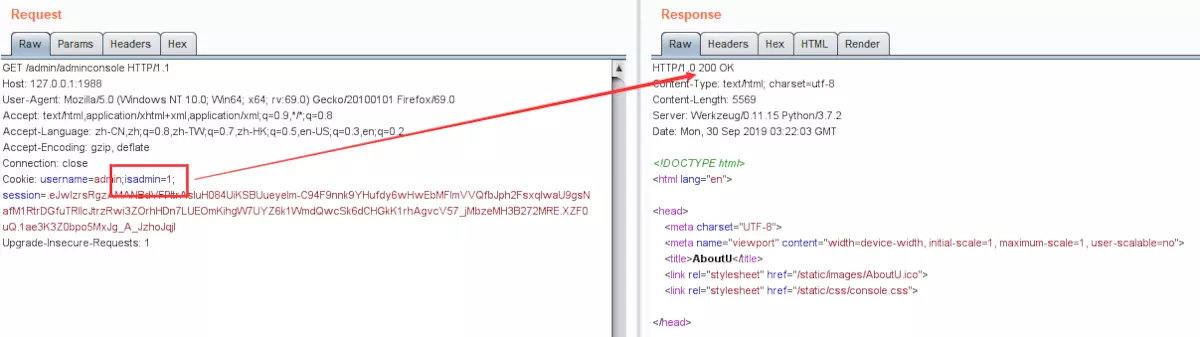 Request
Raw Params Headers Hex
GET /admin/adminconsole HTTP/1.1
Host: 127.0.0.1:1988
User-Agent: Mozilla/5.0 (Windows NT 10.0; Win64; x64; rv:69.0) Gecko/20100101 Firefox/69.0
Accept: text/html,application/xhtml+xml,application/xml;q=0.9,*/*;q=0.8
Accept-Language: zh-CN,zh;q=0.8,zh-TW;q=0.7,zh-HK;q=0.5,en-US;q=0.3,en;q=0.2
Accept-Encoding: gzip, deflate
Connection: close
Cookie: username=admin;isadmin=1;
Upgrade-Insecure-Requests: 1
Response
Raw Headers Hex HTML Render
HTTP/1.0 200 OK
Content-Type: text/html; charset=utf-8
Content-Length: 5569
Server: Werkzeug/0.11.15 Python/3.7.2
Date: Mon, 30 Sep 2019 03:22:03 GMT
<!DOCTYPE html>
<html lang="en">
<head>
<meta charset="UTF-8">
<meta name="viewport" content="width=device-width, initial-scale=1, maximum-scale=1, user-scalable=no">
<title>AboutU</title>
<link rel="stylesheet" href="/static/images/AboutU.ico">
<link rel="stylesheet" href="/static/css/console.css">
</head>